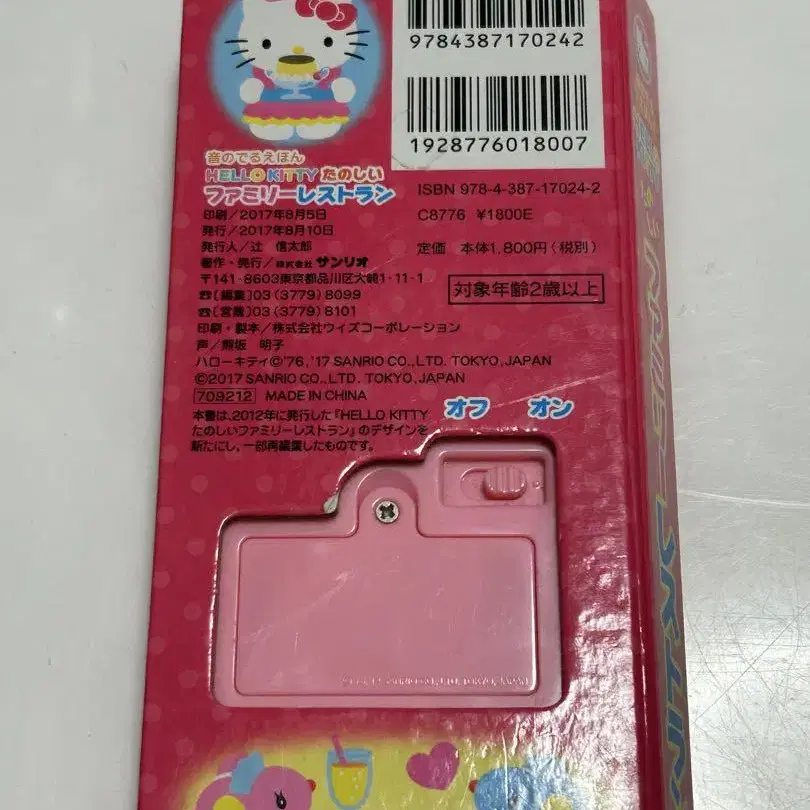 9784387170242
1928776018007
音のでるえほん
HELLO KITTY たのしい
ファミリーレストラン
ISBN 978-4-387-17024-2
C8776 ¥1800E
定価 本体1,800円(税別)
対象年齢2歳以上
印刷/2017年8月5日
発行/2017年8月10日
発行人/辻 信太郎
著作・発行/株式会社サンリオ
〒141-8603東京都品川区大崎1-11-1
☎[編集]03(3779)8099
☎[営業]03(3779)8101
印刷・製本/株式会社ウイズコーポレーション
声/熊坂 明子
ハローキティ©'76,'17 SANRIO CO., LTD. TOKYO, JAPAN
©2017 SANRIO CO., LTD. TOKYO, JAPAN
709212 MADE IN CHINA
本書は、2012年に発行した『HELLO KITTY
たのしいファミリーレストラン』のデザインを
新たにし、一部再編集したものです。
オフ オン
SANRIO CO., LTD. TOKYO, JAPAN